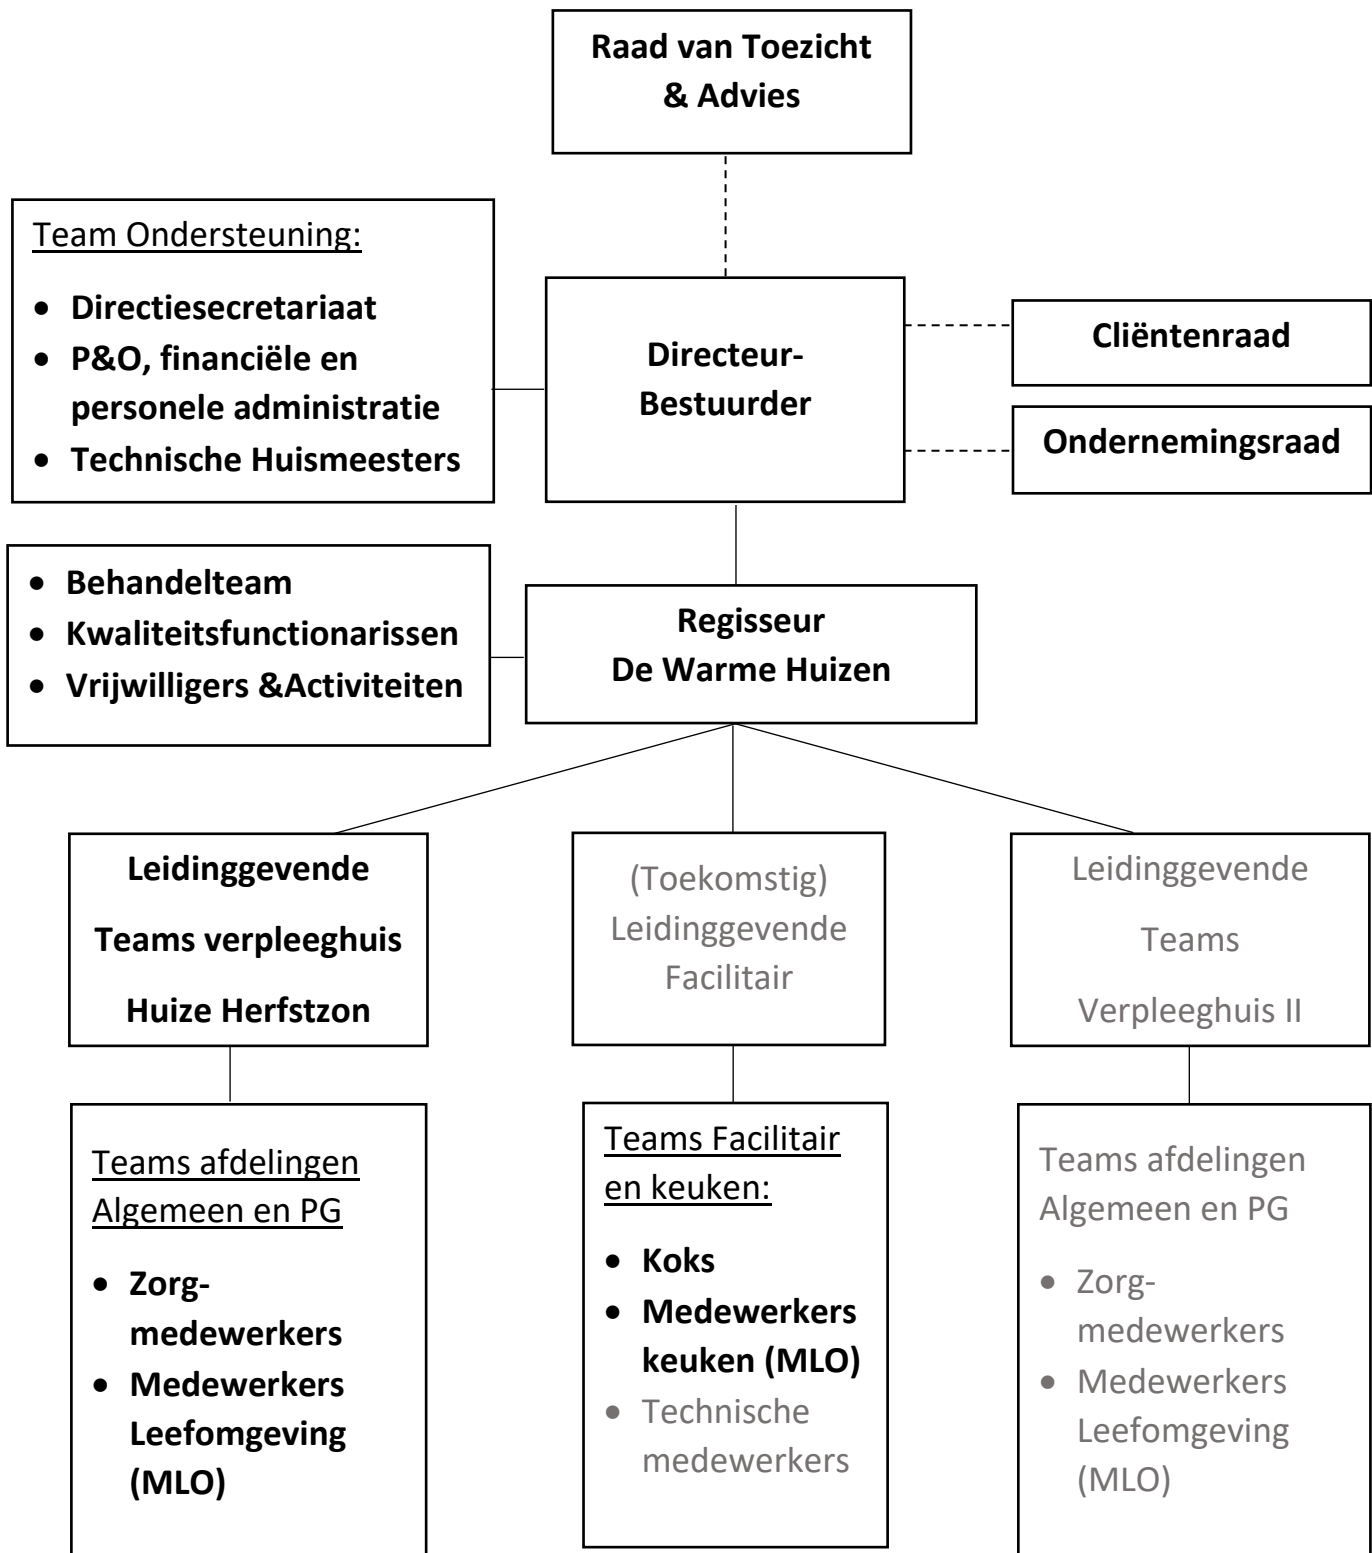 Raad van Toezicht
& Advies
Team Ondersteuning:
• Directiesecretariaat
• P&O, financiële en
personele administratie
• Technische Huismeesters
Directeur-
Bestuurder
Cliëntenraad
Ondernemingsraad
• Behandelteam
• Kwaliteitsfunctionarissen
• Vrijwilligers &Activiteiten
Regisseur
De Warme Huizen
Leidinggevende
Teams verpleeghuis
Huize Herfstzon
(Toekomstig)
Leidinggevende
Facilitair
Leidinggevende
Teams
Verpleeghuis II
Teams afdelingen
Algemeen en PG
• Zorg-
medewerkers
• Medewerkers
Leefomgeving
(MLO)
Teams Facilitair
en keuken:
• Koks
• Medewerkers
keuken (MLO)
• Technische
medewerkers
Teams afdelingen
Algemeen en PG
• Zorg-
medewerkers
• Medewerkers
Leefomgeving
(MLO)